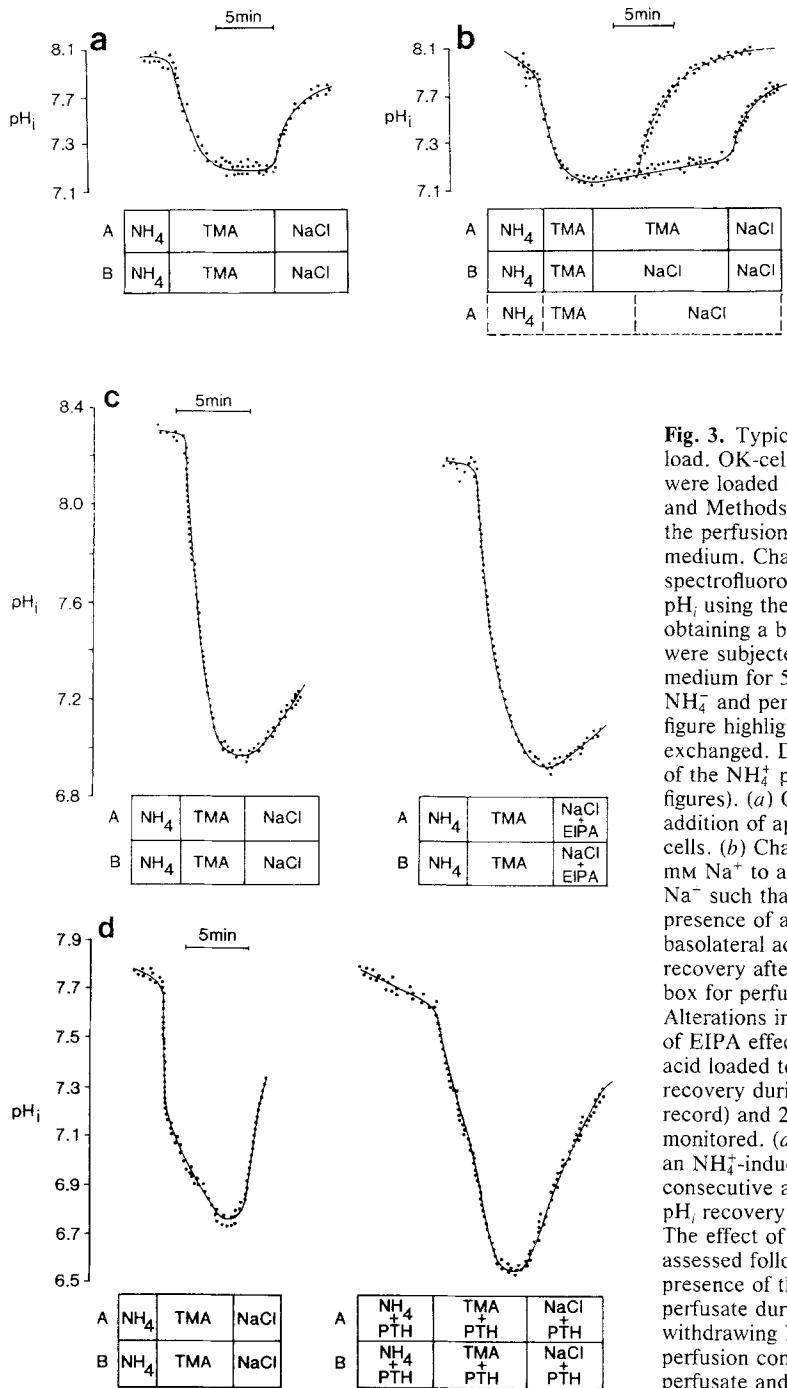 a
5min
8.1
7.7
pHi
7.3
7.1
A NH4 TMA NaCl
B NH4 TMA NaCl
b
5min
8.1
7.7
pHi
7.3
7.1
A NH4 TMA TMA NaCl
B NH4 TMA NaCl NaCl
A NH4 TMA NaCl
c
5min
8.4
8.0
7.6
pHi
7.2
6.8
A NH4 TMA NaCl
B NH4 TMA NaCl
A NH4 TMA NaCl + EIPA
B NH4 TMA NaCl + EIPA
d
5min
7.9
7.7
7.3
pHi
7.1
6.9
6.7
6.5
A NH4 TMA NaCl
B NH4 TMA NaCl
A NH4 + PTH TMA + PTH NaCl + PTH
B NH4 + PTH TMA + PTH NaCl + PTH
Fig. 3. Typic
load. OK-cel
were loaded
and Methods
the perfusion
medium. Cha
spectrofluoro
pHi using the
obtaining a b
were subjecte
medium for 5
NH4− and per
figure highlig
exchanged. D
of the NH4+ p
figures). (a) C
addition of ap
cells. (b) Cha
mM Na+ to a
Na− such tha
presence of a
basolateral ac
recovery afte
box for perfu
Alterations in
of EIPA effec
acid loaded to
recovery duri
record) and 2
monitored. (a
an NH4+-induc
consecutive a
pHi recovery
The effect of
assessed follo
presence of th
perfusate dur
withdrawing
perfusion con
perfusate and